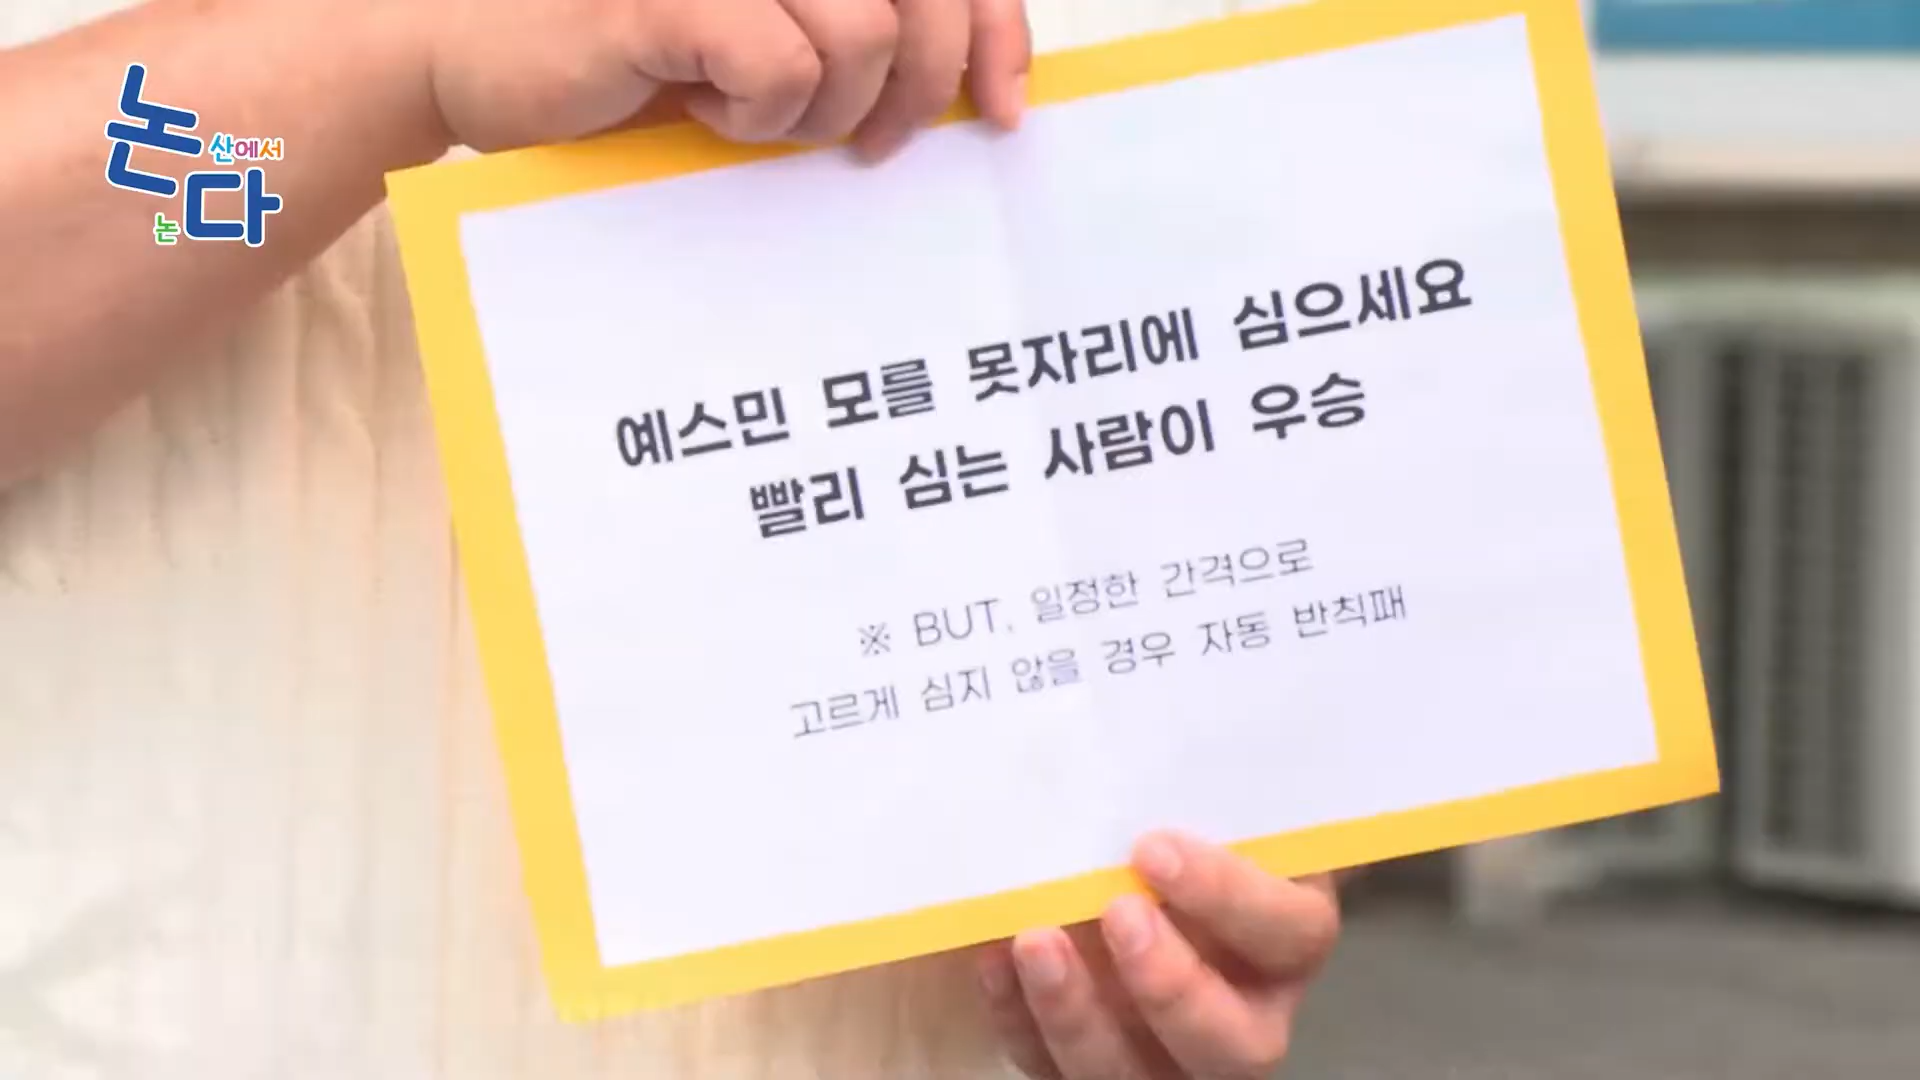 논산에서
논다
예스민 모를 못자리에 심으세요
빨리 심는 사람이 우승
※ BUT, 일정한 간격으로
고르게 심지 않을 경우 자동 반칙패